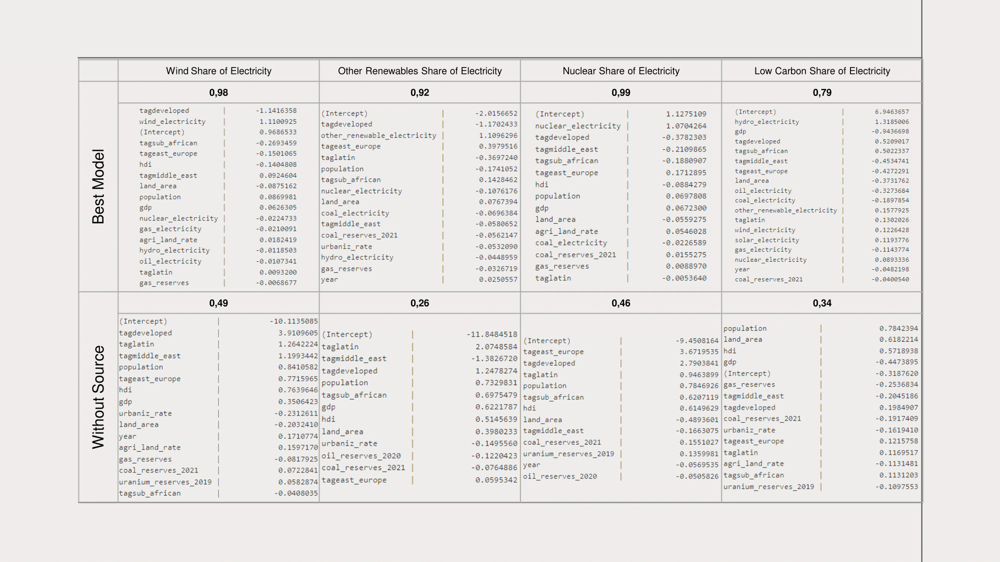 Wind Share of Electricity
Other Renewables Share of Electricity
Nuclear Share of Electricity
Low Carbon Share of Electricity
Best Model
0,98
0,92
0,99
0,79
tagdeveloped | -1.1416358
wind_electricity | 1.1100925
(Intercept) | 0.9686533
tagsub_african | -0.2693459
tageast_europe | -0.1501065
hdi | -0.1404808
tagmiddle_east | 0.0924604
land_area | -0.0875162
population | 0.0869981
gdp | 0.0626305
nuclear_electricity | -0.0224733
gas_electricity | -0.0210091
agri_land_rate | 0.0182419
hydro_electricity | -0.0118503
oil_electricity | -0.0107341
taglatin | 0.0093200
gas_reserves | -0.0068677
(Intercept) | -2.0156652
tagdeveloped | -1.1702433
other_renewable_electricity | 1.1096296
tageast_europe | 0.3979516
taglatin | -0.3697240
population | -0.1741052
tagsub_african | 0.1428462
nuclear_electricity | -0.1076176
land_area | 0.0767394
coal_electricity | -0.0696384
tagmiddle_east | -0.0580652
coal_reserves_2021 | -0.0562147
urbaniz_rate | -0.0532090
hydro_electricity | -0.0448959
gas_reserves | -0.0326719
year | 0.0250557
(Intercept) | 1.1275109
nuclear_electricity | 1.0704264
tagdeveloped | -0.3782303
tagmiddle_east | -0.2109865
tagsub_african | -0.1880907
tageast_europe | 0.1712895
hdi | -0.0884279
population | 0.0697808
gdp | 0.0672300
land_area | -0.0559275
agri_land_rate | 0.0546028
coal_electricity | -0.0226589
coal_reserves_2021 | 0.0155275
gas_reserves | 0.0088970
taglatin | -0.0053640
(Intercept) | 6.9463657
hydro_electricity | 1.3185006
gdp | -0.9436698
tagdeveloped | 0.5209017
tagsub_african | 0.5022337
tagmiddle_east | -0.4534741
tageast_europe | -0.4272291
land_area | -0.3731762
oil_electricity | -0.3273684
coal_electricity | -0.1897854
other_renewable_electricity | 0.1577925
taglatin | 0.1302026
wind_electricity | 0.1226428
solar_electricity | 0.1193776
gas_electricity | -0.1143774
nuclear_electricity | 0.0893336
year | -0.0482198
coal_reserves_2021 | -0.0400540
Without Source
0,49
0,26
0,46
0,34
(Intercept) | -10.1135085
tagdeveloped | 3.9109605
taglatin | 1.2642224
tagmiddle_east | 1.1993442
population | 0.8410582
tageast_europe | 0.7715965
hdi | 0.7639646
gdp | 0.3506423
urbaniz_rate | -0.2312611
land_area | -0.2032410
year | 0.1710774
agri_land_rate | 0.1597170
gas_reserves | -0.0817925
coal_reserves_2021 | 0.0722841
uranium_reserves_2019 | 0.0582874
tagsub_african | -0.0408035
(Intercept) | -11.8484518
taglatin | 2.0748584
tagmiddle_east | -1.3826720
tagdeveloped | 1.2478274
population | 0.7329831
tagsub_african | 0.6975479
gdp | 0.6221787
hdi | 0.5145639
land_area | 0.3980233
urbaniz_rate | -0.1495560
oil_reserves_2020 | -0.1220423
coal_reserves_2021 | -0.0764886
tageast_europe | 0.0595342
(Intercept) | -9.4508164
tageast_europe | 3.6719535
tagdeveloped | 2.7903841
taglatin | 0.9463899
population | 0.7846926
tagsub_african | 0.6207119
hdi | 0.6149629
land_area | -0.4893601
tagmiddle_east | -0.1663075
coal_reserves_2021 | 0.1551027
uranium_reserves_2019 | 0.1359981
year | -0.0569535
oil_reserves_2020 | -0.0505826
population | 0.7842394
land_area | 0.6182214
hdi | 0.5718938
gdp | -0.4473895
(Intercept) | -0.3187620
gas_reserves | -0.2536834
tagmiddle_east | -0.2045186
tagdeveloped | 0.1984907
coal_reserves_2021 | -0.1917409
urbaniz_rate | -0.1619410
tageast_europe | 0.1215758
taglatin | 0.1169517
agri_land_rate | -0.1131481
tagsub_african | 0.1131203
uranium_reserves_2019 | -0.1097553